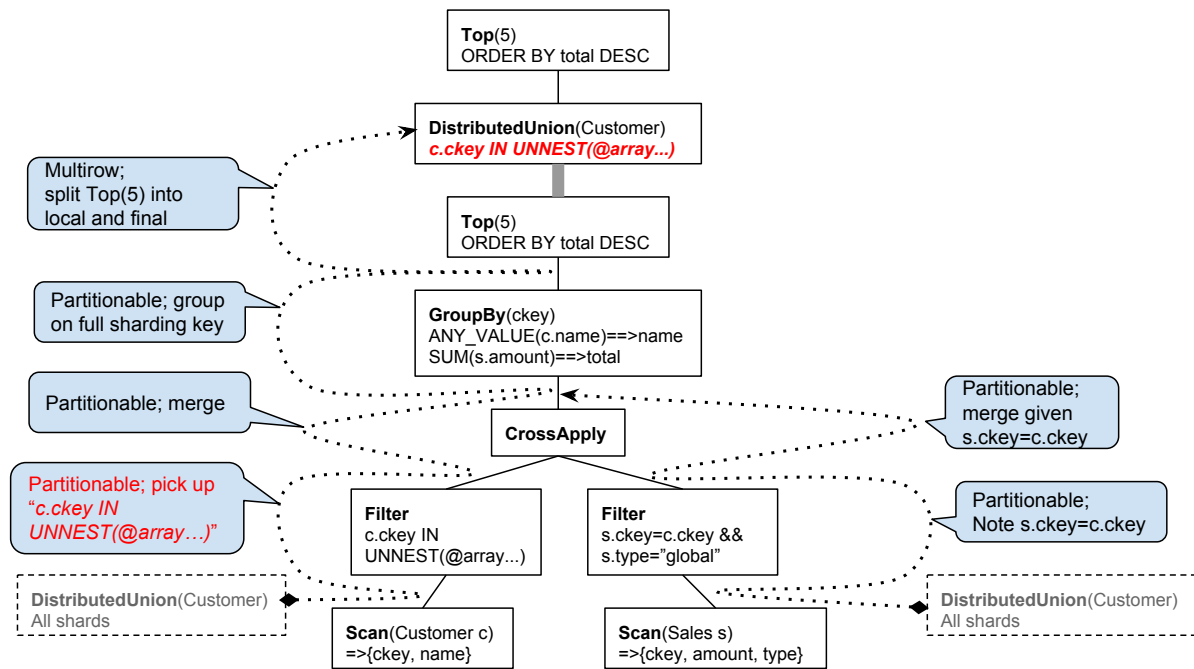 Top(5)
ORDER BY total DESC
DistributedUnion(Customer)
c.ckey IN UNNEST(@array...)
Multirow;
split Top(5) into
local and final
Top(5)
ORDER BY total DESC
Partitionable; group
on full sharding key
GroupBy(ckey)
ANY_VALUE(c.name)==>name
SUM(s.amount)==>total
Partitionable; merge
Partitionable;
merge given
s.ckey=c.ckey
CrossApply
Partitionable; pick up
“c.ckey IN
UNNEST(@array…)”
Filter
c.ckey IN
UNNEST(@array...)
Filter
s.ckey=c.ckey &&
s.type=”global”
Partitionable;
Note s.ckey=c.ckey
DistributedUnion(Customer)
All shards
Scan(Customer c)
=>{ckey, name}
Scan(Sales s)
=>{ckey, amount, type}
DistributedUnion(Customer)
All shards